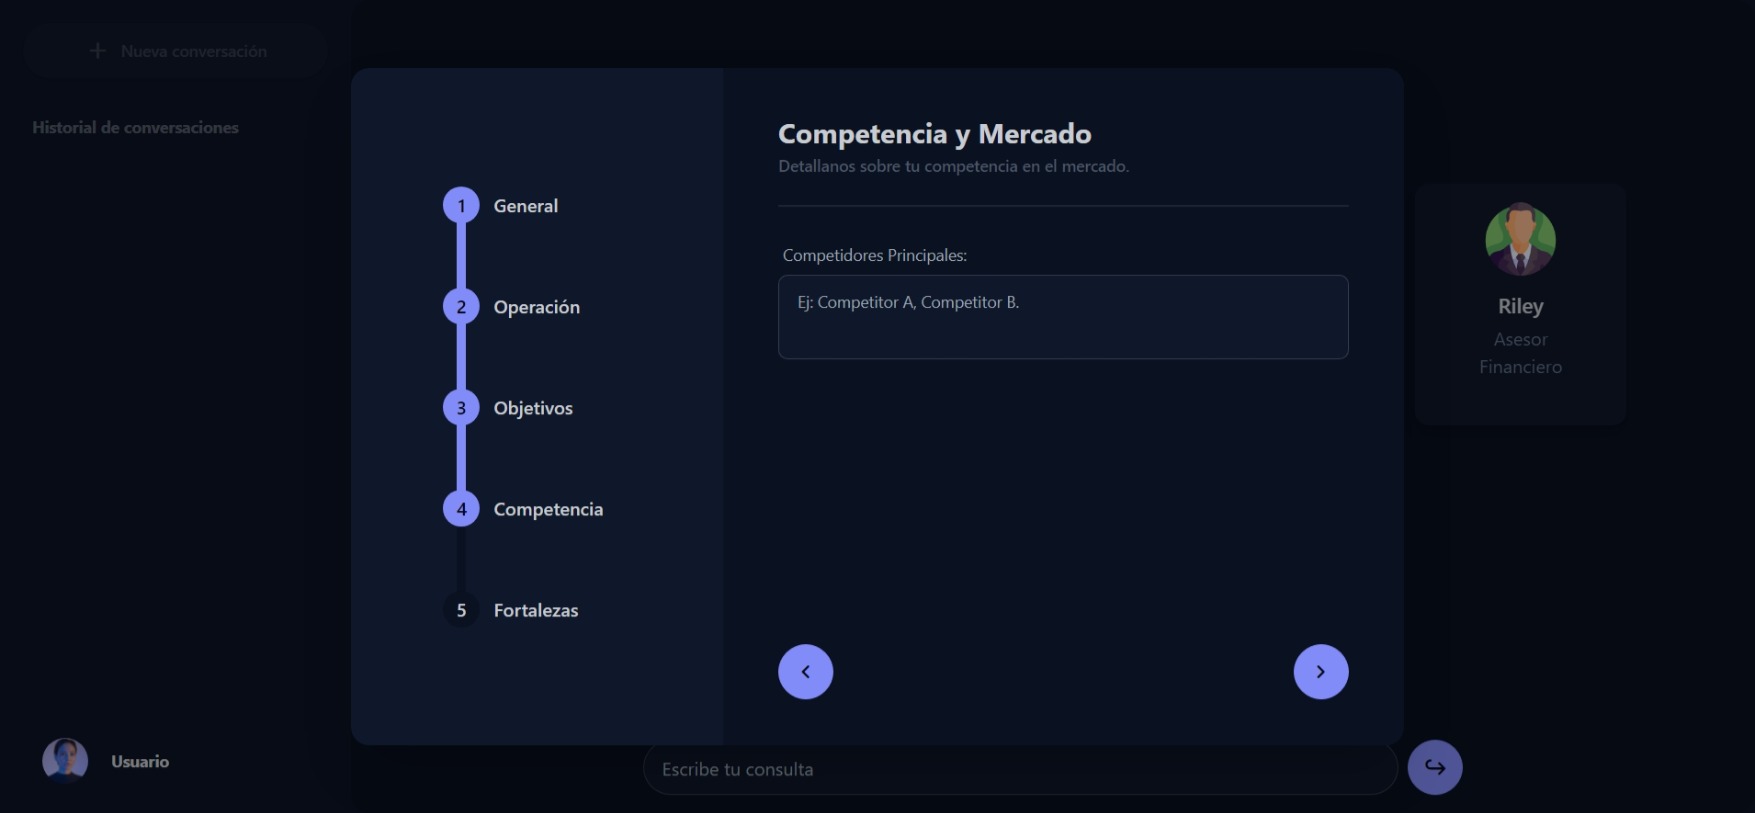 Nueva conversación
Historial de conversaciones
1 General
2 Operación
3 Objetivos
4 Competencia
5 Fortalezas
Competencia y Mercado
Detallanos sobre tu competencia en el mercado.
Competidores Principales:
Ej: Competitor A, Competitor B.
Riley
Asesor
Financiero
Usuario
Escribe tu consulta